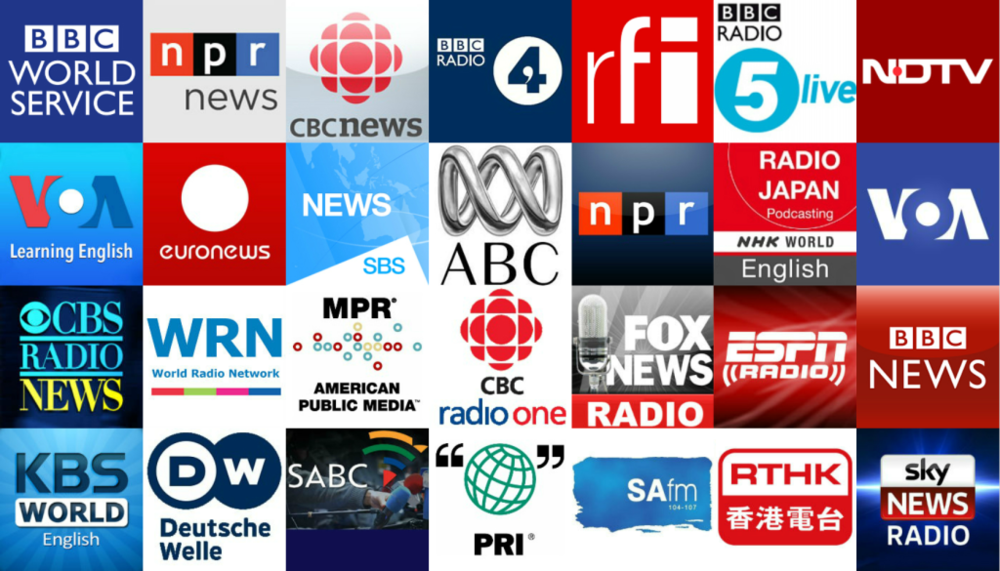 BBC
WORLD
SERVICE
npr
news
CBCnews
BBC
RADIO
4
rfi
BBC
RADIO
5 live
NDTV
VOA
Learning English
euronews
NEWS
SBS
ABC
npr
RADIO
JAPAN
Podcasting
NHK WORLD
English
VOA
CBS
RADIO
NEWS
WRN
World Radio Network
MPR®
AMERICAN
PUBLIC MEDIA™
CBC
radio one
FOX
NEWS
RADIO
ESPN
((RADIO))
BBC
NEWS
KBS
WORLD
English
DW
Deutsche
Welle
SABC
“ ”
PRI®
SAfm
104-107
RTHK
香港電台
sky
NEWS
RADIO